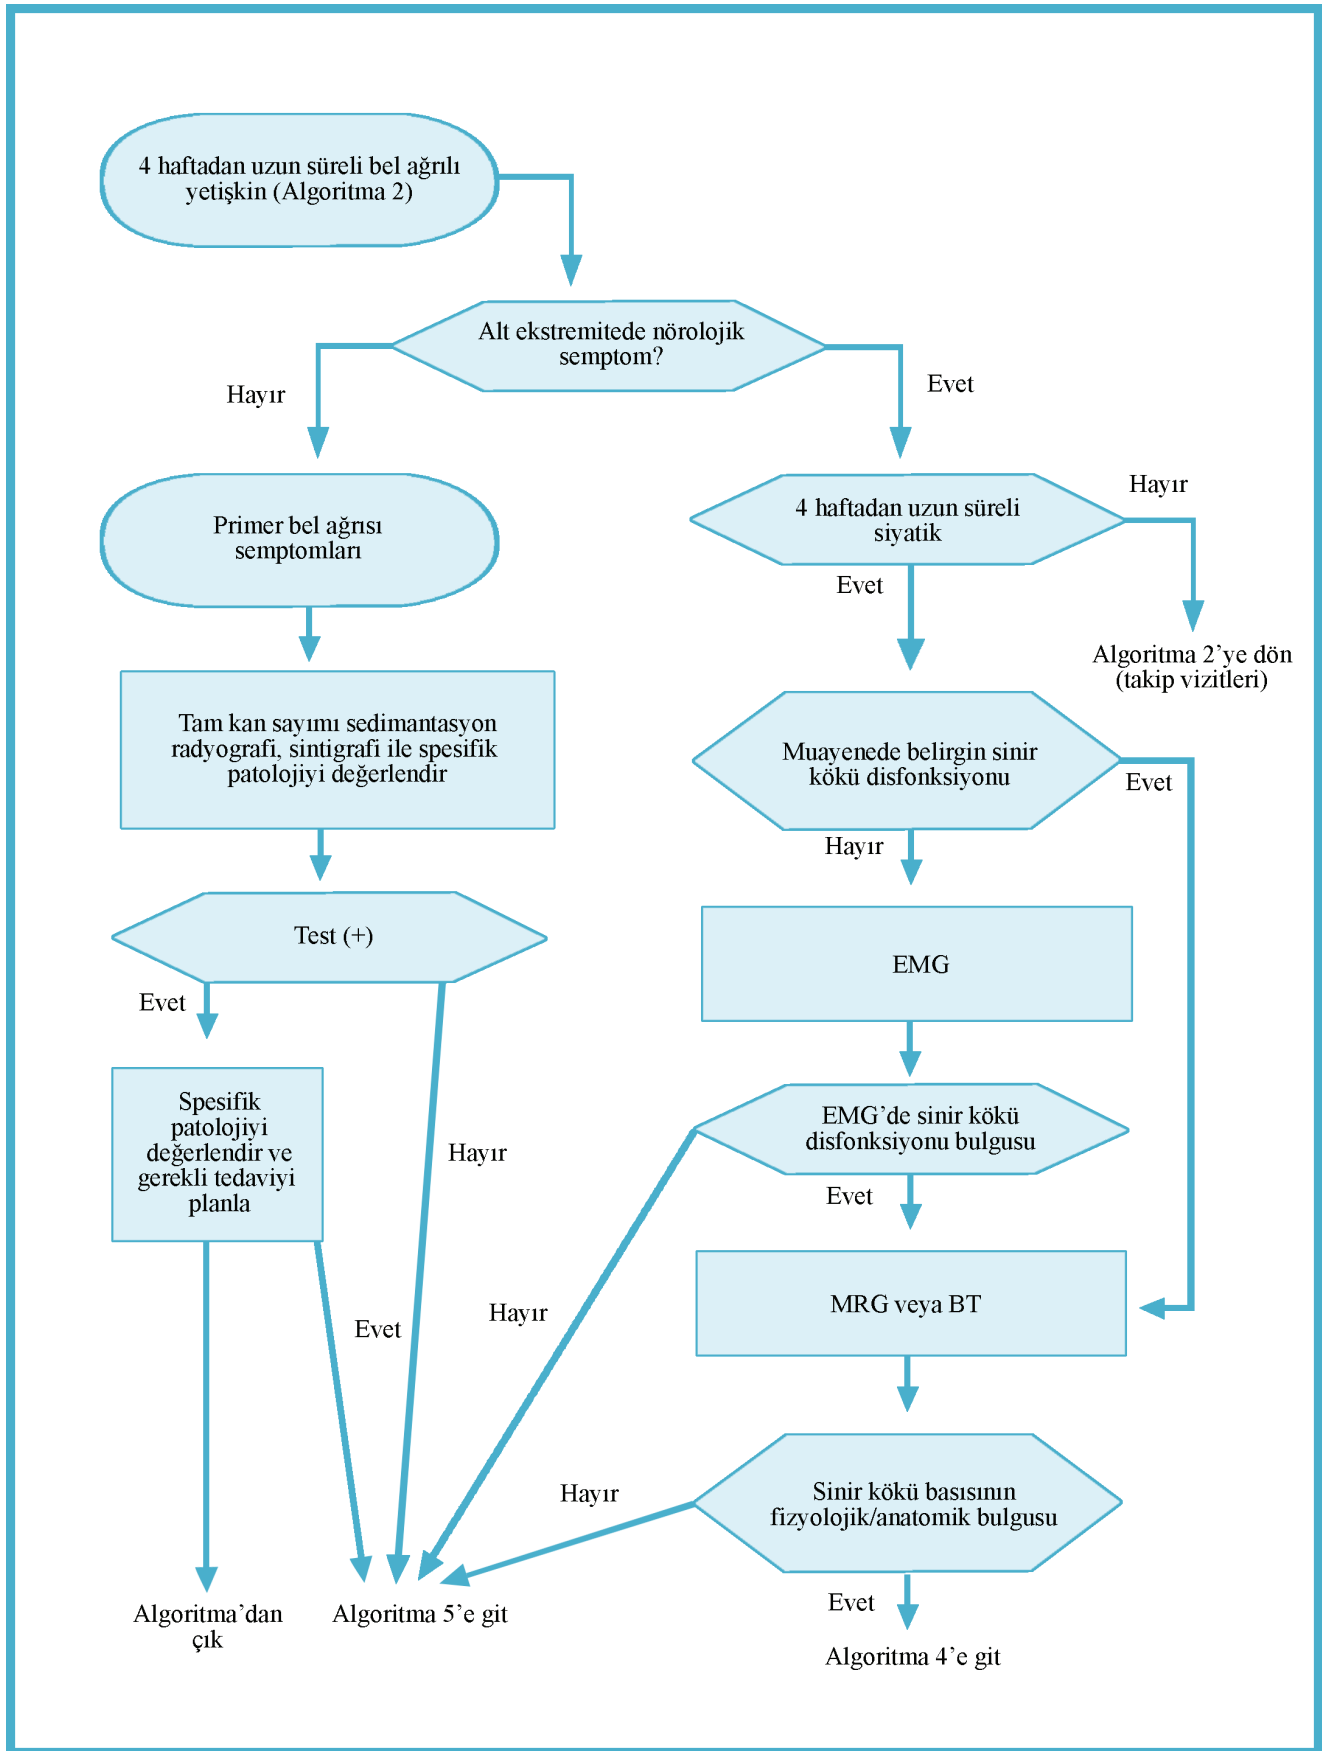 4 haftadan uzun süreli bel ağrılı
yetişkin (Algoritma 2)
Alt ekstremitede nörolojik
semptom?
Hayır
Evet
Primer bel ağrısı
semptomları
4 haftadan uzun süreli
siyatik
Hayır
Evet
Algoritma 2’ye dön
(takip vizitleri)
Tam kan sayımı sedimantasyon
radyografi, sintigrafi ile spesifik
patolojiyi değerlendir
Muayenede belirgin sinir
kökü disfonksiyonu
Evet
Hayır
Test (+)
EMG
Evet
Spesifik
patolojiyi
değerlendir ve
gerekli tedaviyi
planla
Hayır
EMG’de sinir kökü
disfonksiyonu bulgusu
Evet
Hayır
Evet
MRG veya BT
Hayır
Sinir kökü basısının
fizyolojik/anatomik bulgusu
Evet
Algoritma’dan
çık
Algoritma 5’e git
Algoritma 4’e git